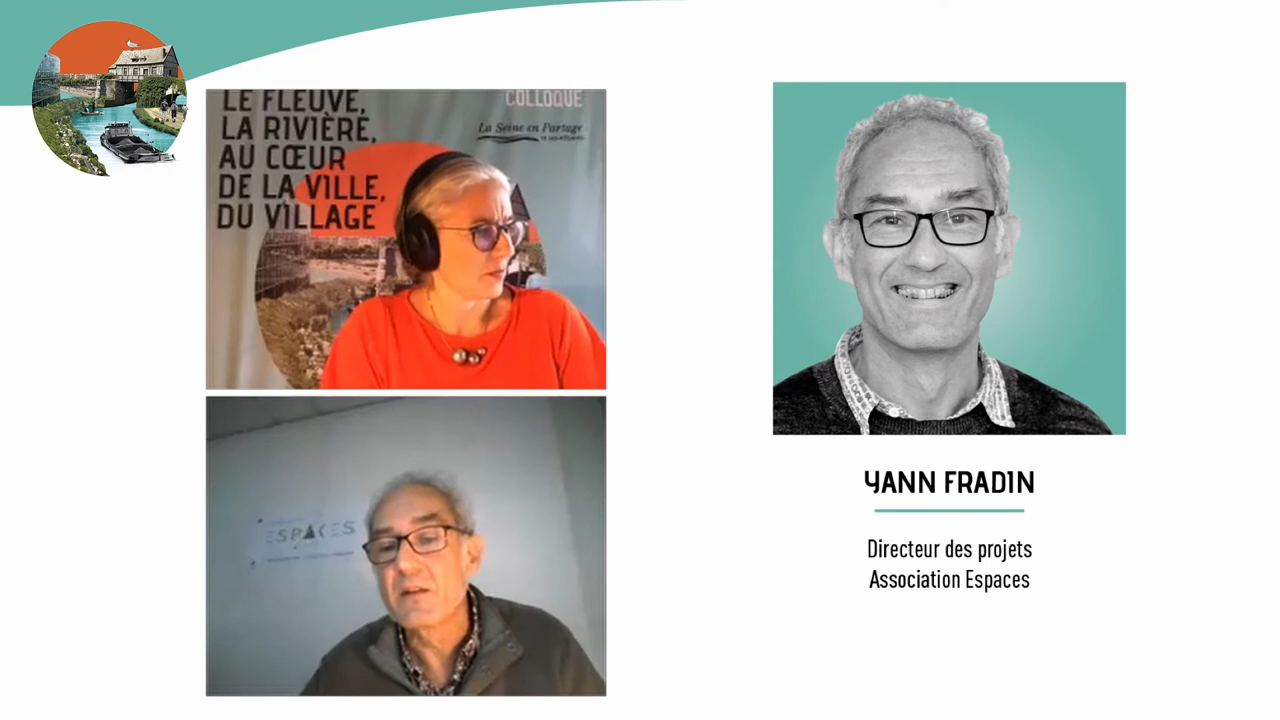 LE FLEUVE,
LA RIVIÈRE,
AU CŒUR
DE LA VILLE,
DU VILLAGE
COLLOQUE
La Seine en Partage
ESPACES
YANN FRADIN
Directeur des projets
Association Espaces